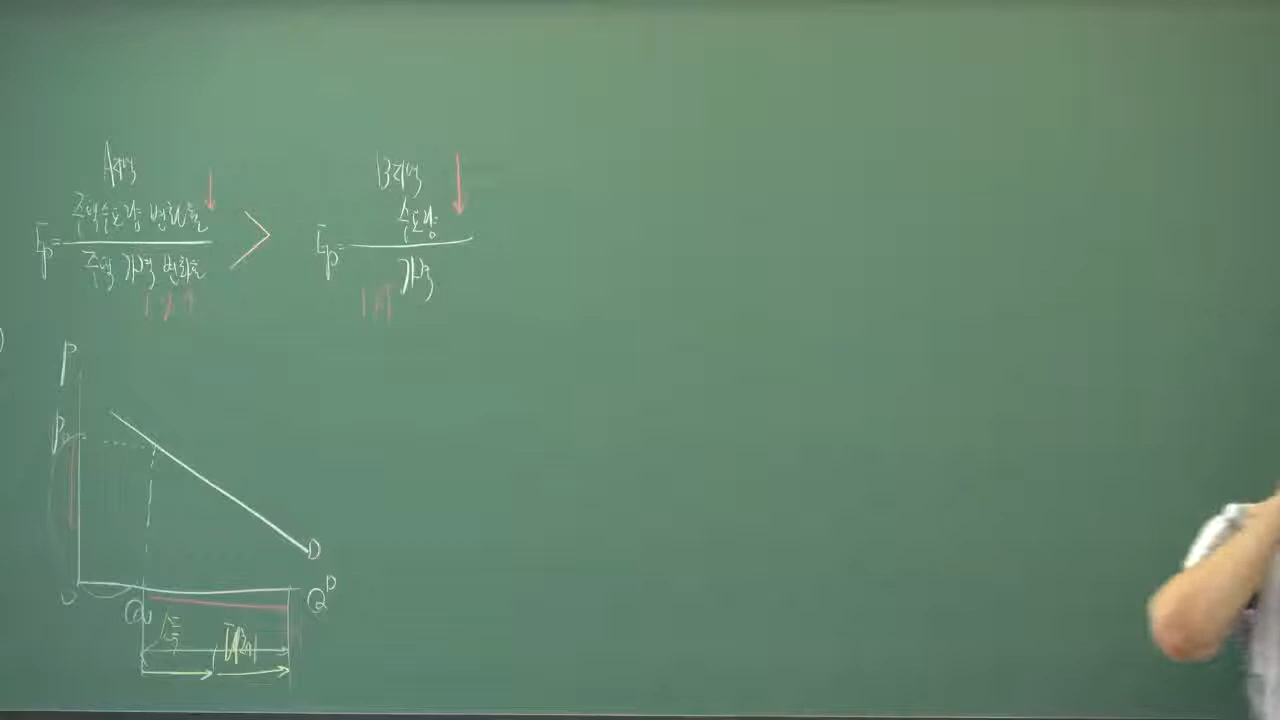 A지역
주택수요량 변화율
Ep=
주택 가격 변화율
>
B지역
수요량
Ep=
가격
)
P
P₀
D
0
Q₀
Qᴰ
소득